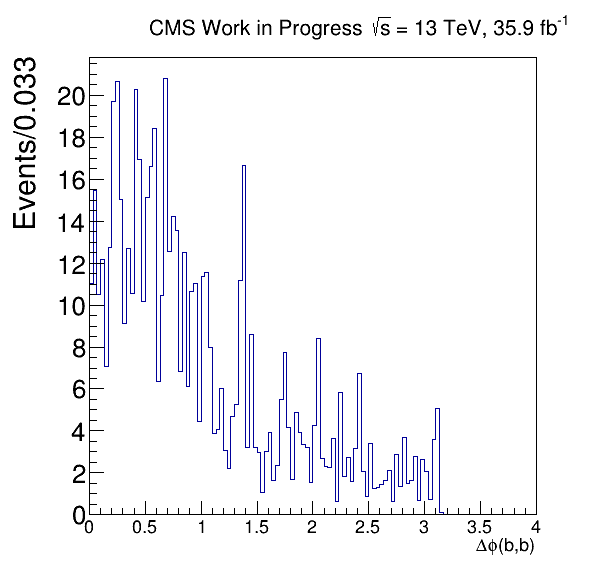 CMS Work in Progress √s = 13 TeV, 35.9 fb⁻¹
Events/0.033
20
18
16
14
12
10
8
6
4
2
0
0 0.5 1 1.5 2 2.5 3 3.5 4
Δϕ(b,b)